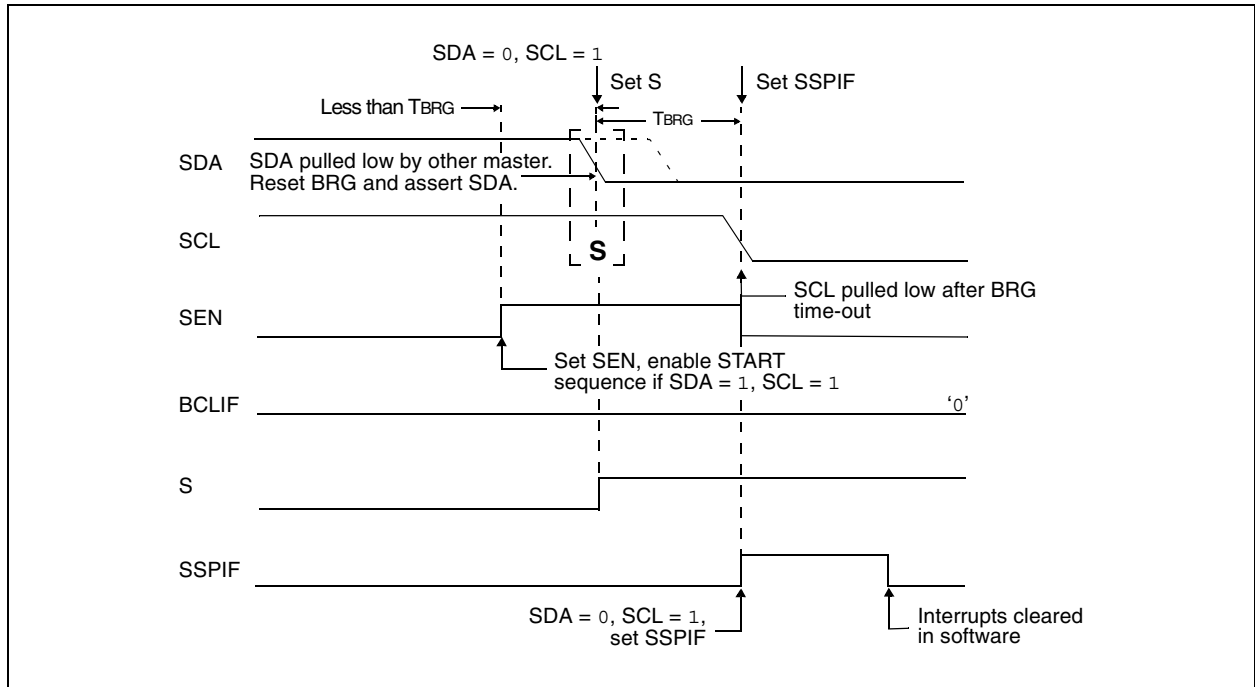 SDA = 0, SCL = 1
Set S
Set SSPIF
Less than TBRG
TBRG
SDA
SDA pulled low by other master.
Reset BRG and assert SDA.
SCL
S
SCL pulled low after BRG
time-out
SEN
Set SEN, enable START
sequence if SDA = 1, SCL = 1
BCLIF
‘0’
S
SSPIF
SDA = 0, SCL = 1,
set SSPIF
Interrupts cleared
in software